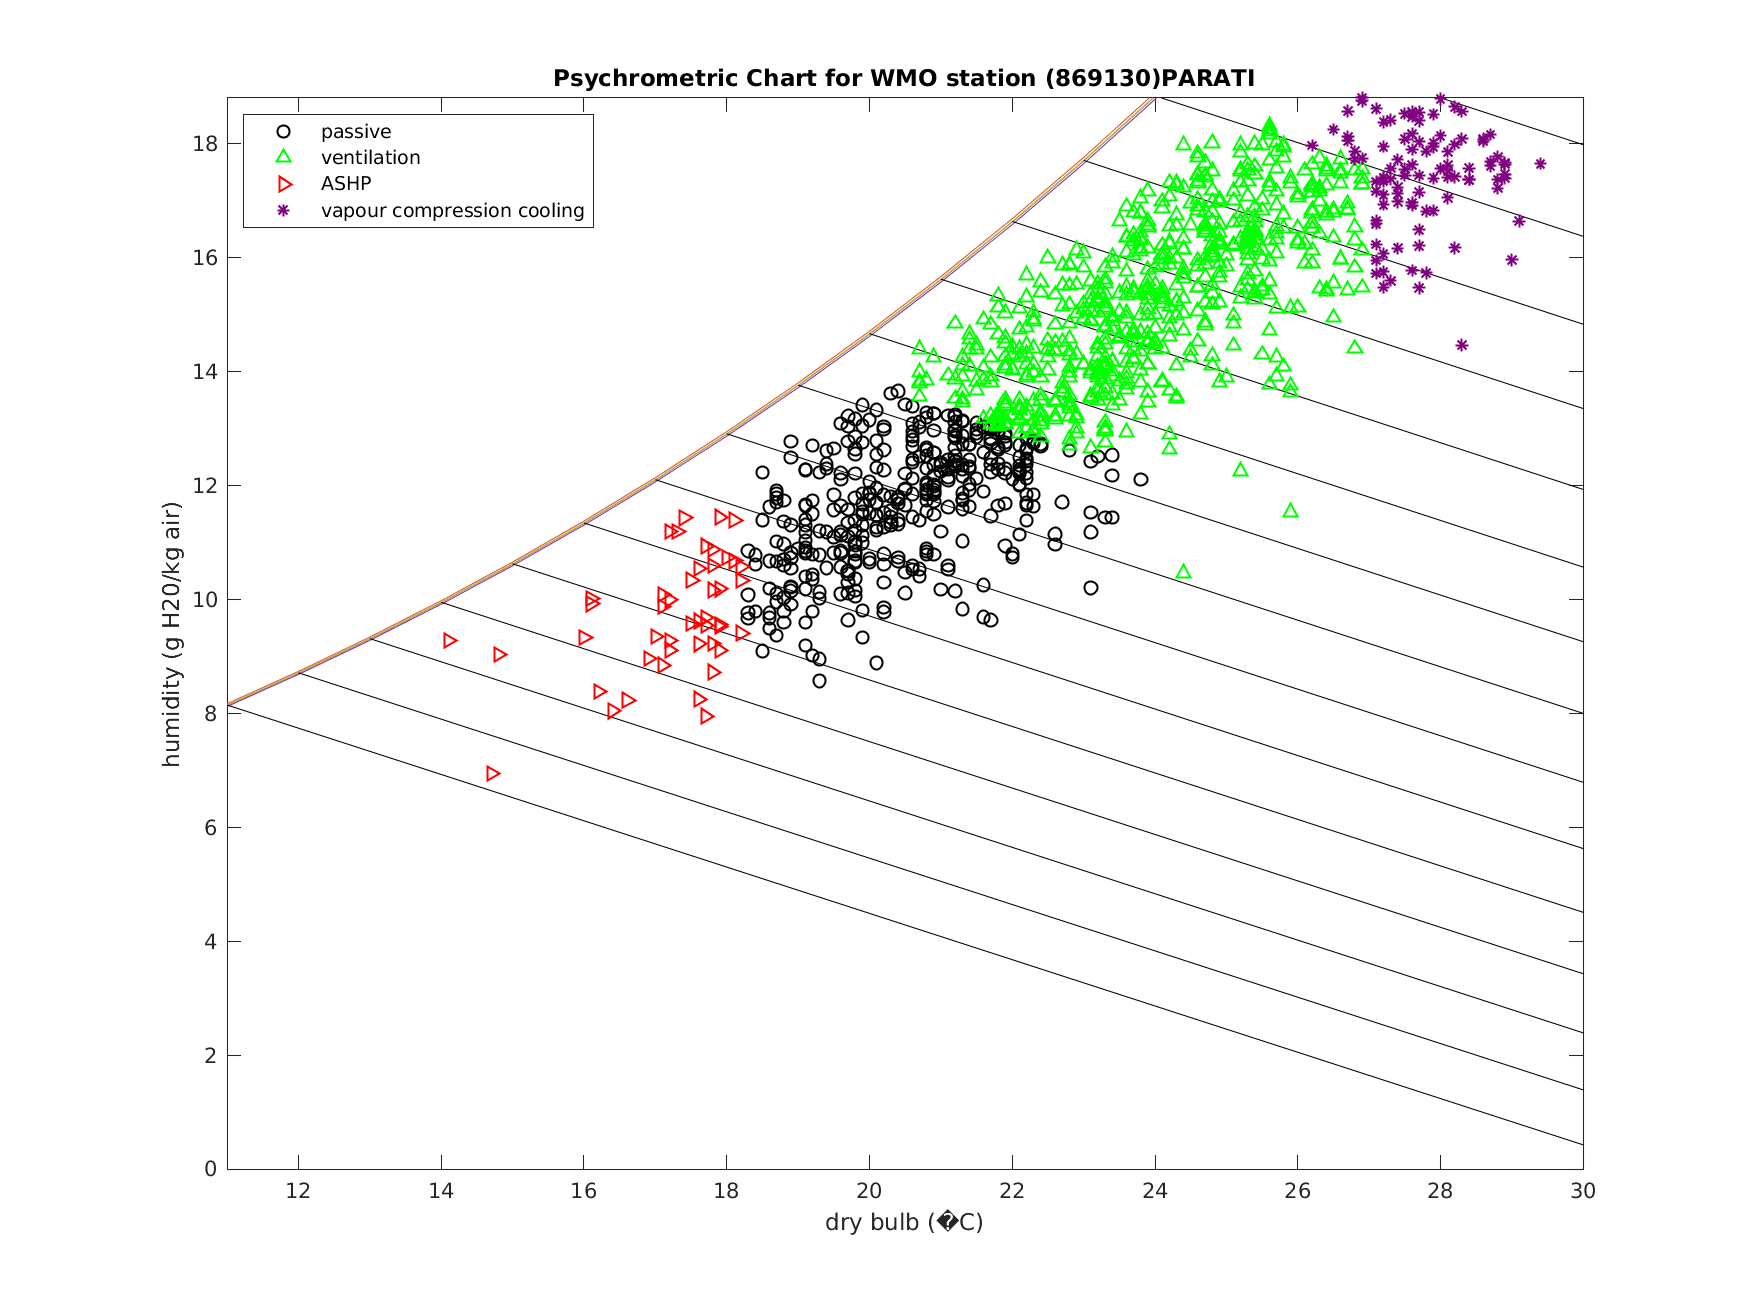 Psychrometric Chart for WMO station (869130)PARATI
passive
ventilation
ASHP
vapour compression cooling
humidity (g H20/kg air)
18
16
14
12
10
8
6
4
2
0
12 14 16 18 20 22 24 26 28 30
dry bulb (�C)